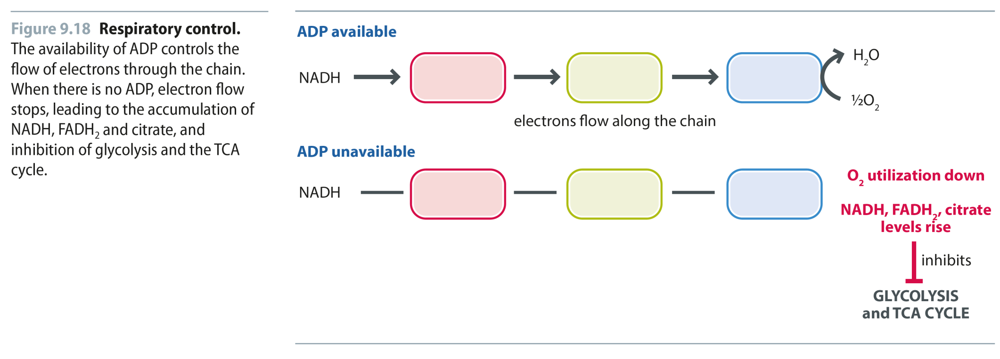 Figure 9.18 Respiratory control.
The availability of ADP controls the
flow of electrons through the chain.
When there is no ADP, electron flow
stops, leading to the accumulation of
NADH, FADH₂ and citrate, and
inhibition of glycolysis and the TCA
cycle.
ADP available
NADH
H₂O
½O₂
electrons flow along the chain
ADP unavailable
NADH
O₂ utilization down
NADH, FADH₂, citrate
levels rise
inhibits
GLYCOLYSIS
and TCA CYCLE